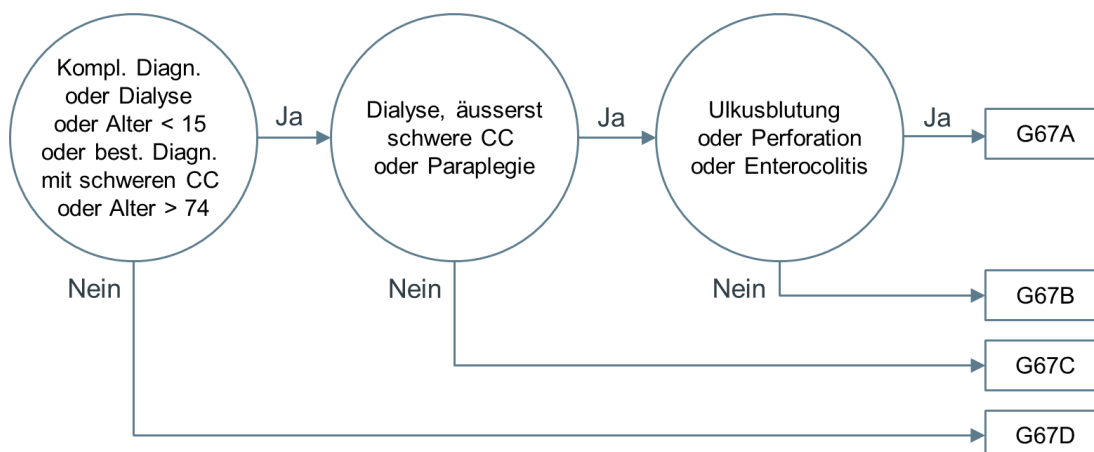 Kompl. Diagn.
oder Dialyse
oder Alter < 15
oder best. Diagn.
mit schweren CC
oder Alter > 74
Ja
Dialyse, äusserst
schwere CC
oder Paraplegie
Ja
Ulkusblutung
oder Perforation
oder Enterocolitis
Ja
G67A
Nein
Nein
Nein
G67B
G67C
G67D